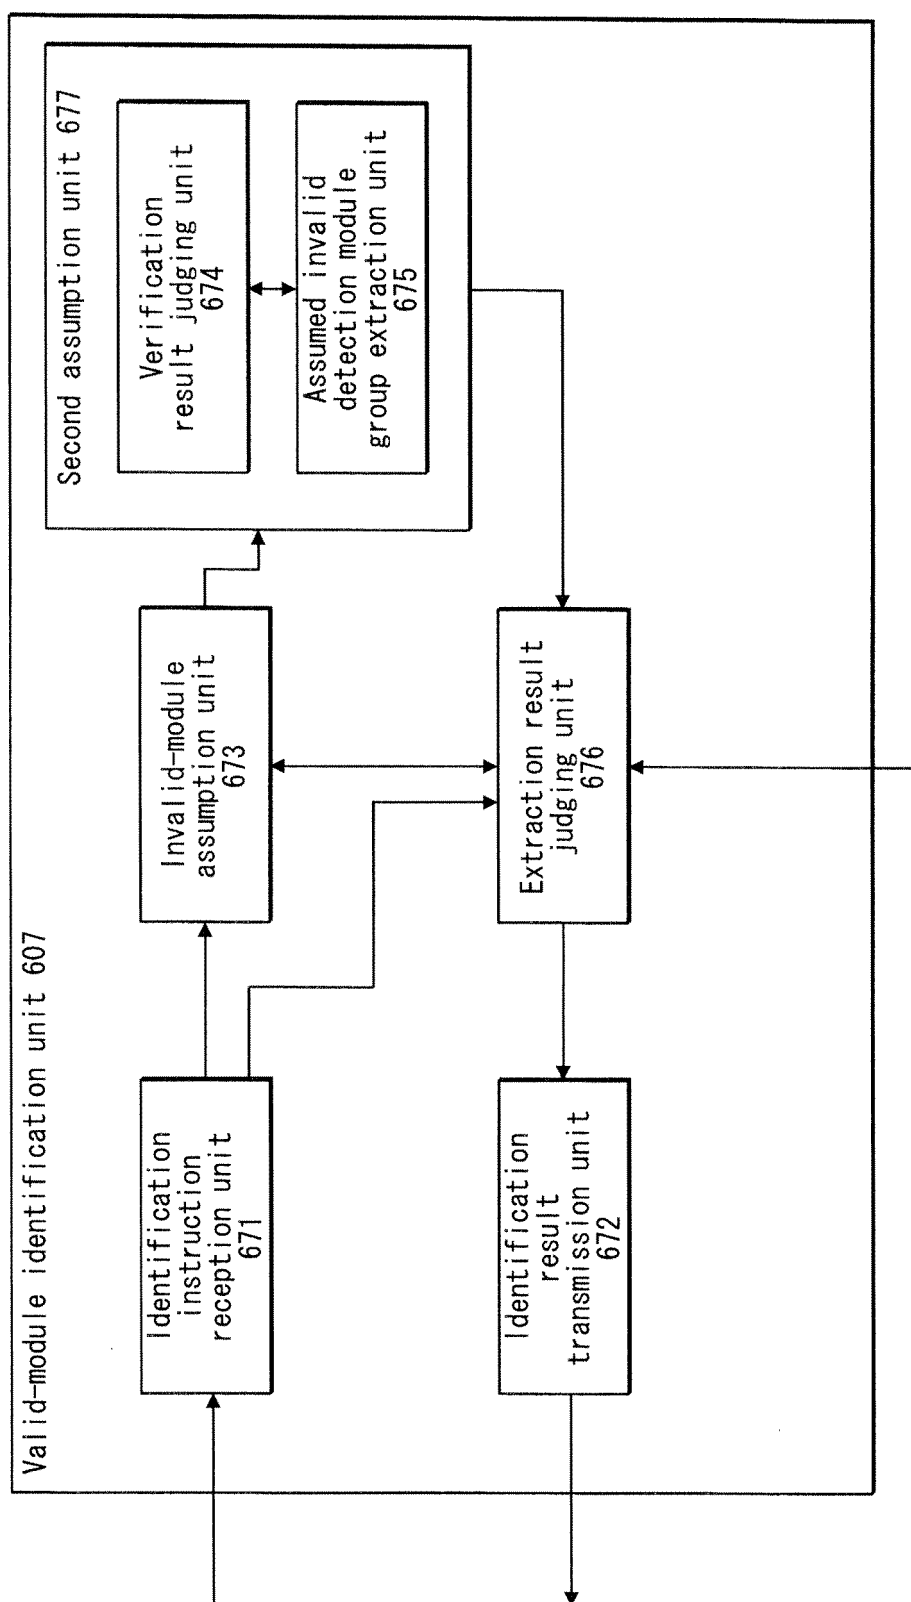 Valid-module identification unit 607
Identification
instruction
reception unit
671
Invalid-module
assumption unit
673
Second assumption unit 677
Verification
result judging unit
674
Assumed invalid
detection module
group extraction unit
675
Identification
result
transmission unit
672
Extraction result
judging unit
676